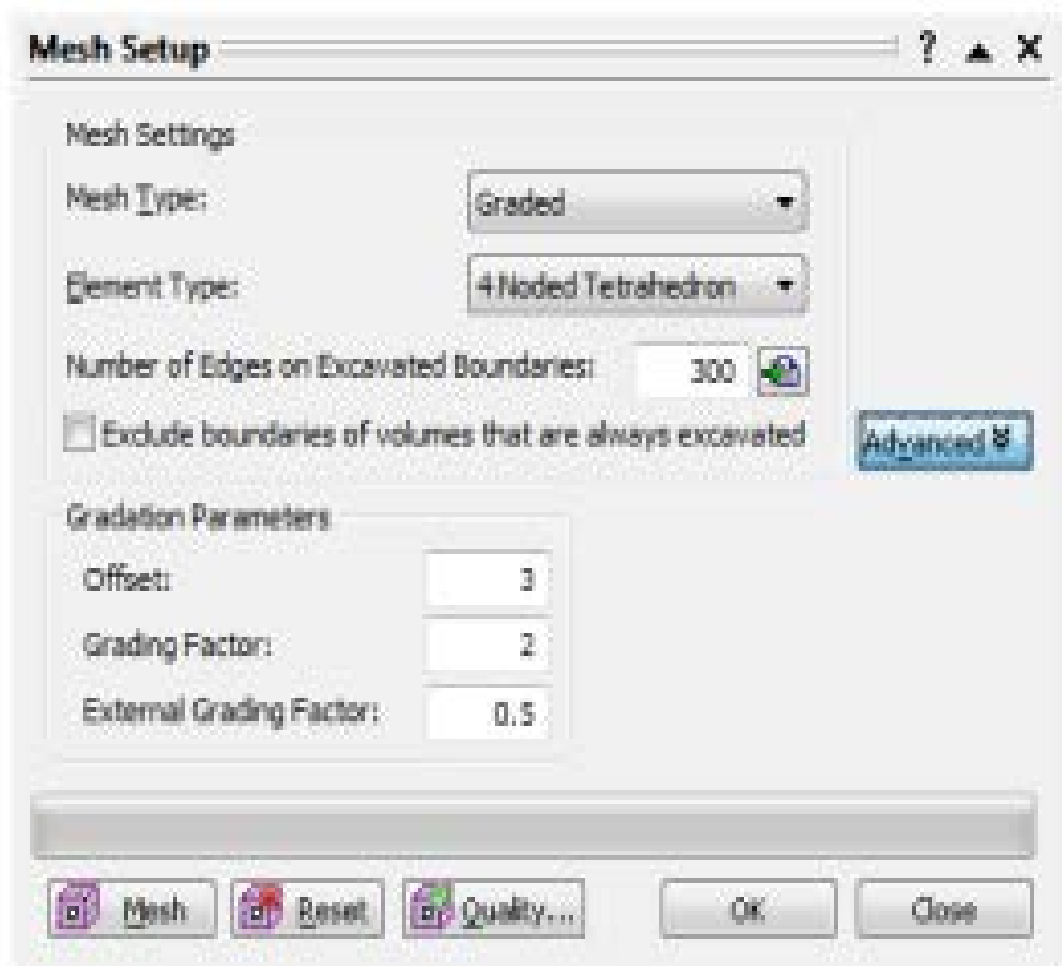 Mesh Setup ? ▲ X
Mesh Settings
Mesh Type: Graded
Element Type: 4 Noded Tetrahedron
Number of Edges on Excavated Boundaries: 300
Exclude boundaries of volumes that are always excavated
Advanced
Gradation Parameters
Offset: 3
Grading Factor: 2
External Grading Factor: 0.5
Mesh Reset Quality... OK Close